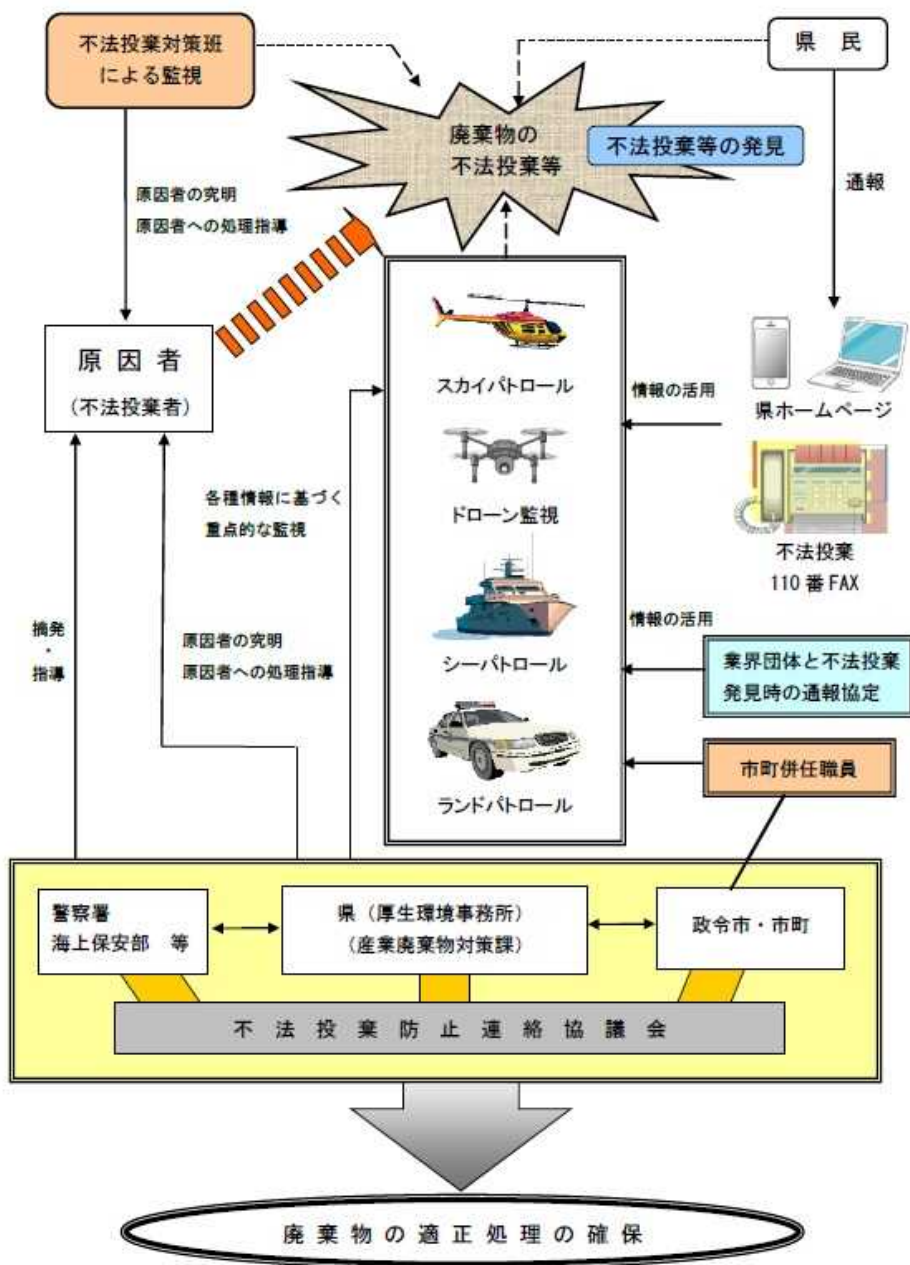 不法投棄対策班
による監視
県 民
廃棄物の
不法投棄等
不法投棄等の発見
通報
原因者の究明
原因者への処理指導
原 因 者
(不法投棄者)
スカイパトロール
情報の活用
県ホームページ
ドローン監視
各種情報に基づく
重点的な監視
不法投棄
110 番 FAX
摘発
・
指導
原因者の究明
原因者への処理指導
情報の活用
シーパトロール
業界団体と不法投棄
発見時の通報協定
市町併任職員
ランドパトロール
警察署
海上保安部 等
県（厚生環境事務所）
（産業廃棄物対策課）
政令市・市町
不 法 投 棄 防 止 連 絡 協 議 会
廃 棄 物 の 適 正 処 理 の 確 保